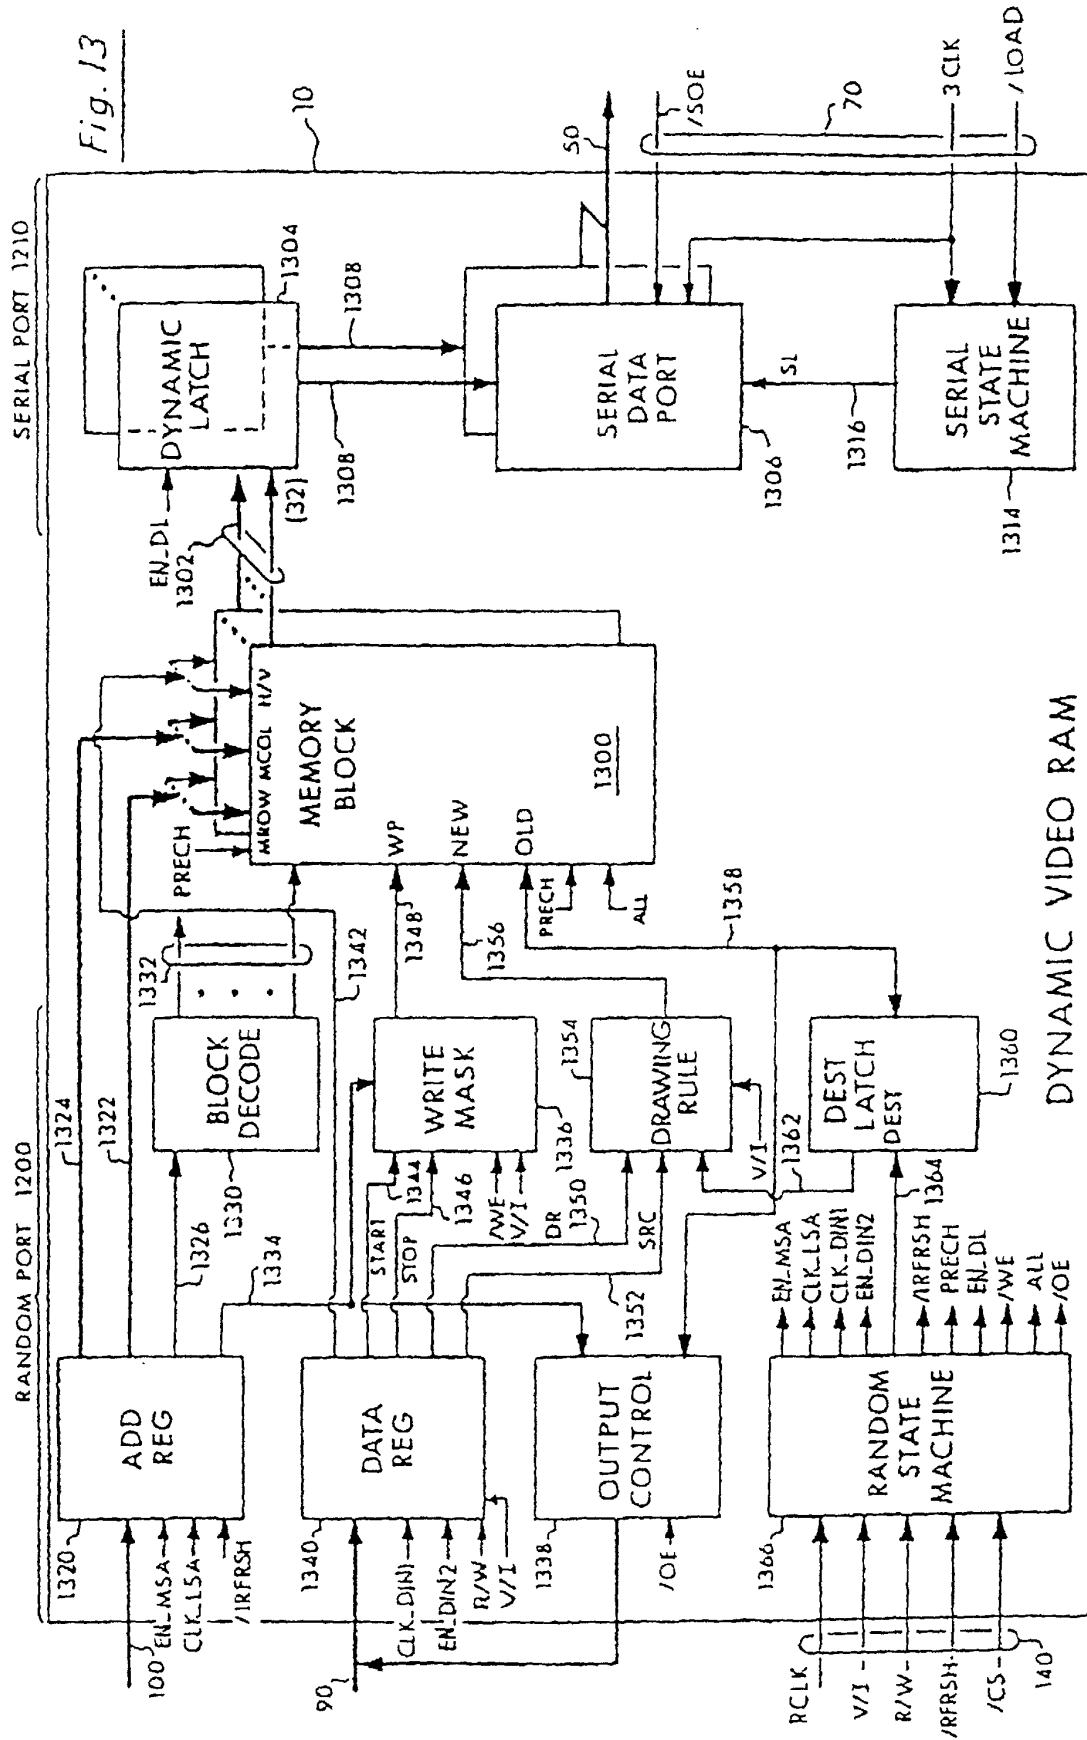 Fig. 13
RANDOM PORT 1200
SERIAL PORT 1210
10
100
EN_MSA
CLK_LSA
/IRFRSH
1320
ADD
REG
1324
1322
1326
1334
1330
BLOCK
DECODE
1332
PRECH
1342
MROW
MCOL
H/V
MEMORY
BLOCK
1300
WP
NEW
OLD
PRECH
ALL
EN_DL
1302
(32)
DYNAMIC
LATCH
1304
1308
1308
90
CLK_DIN1
EN_DIN2
R/W
V/I
1340
DATA
REG
START
1344
STOP
1346
/WE
V/I
1336
WRITE
MASK
1348
DR
1350
SRC
1352
1354
DRAWING
RULE
V/I
1356
1358
1338
OUTPUT
CONTROL
/OE
1362
DEST
LATCH
DEST
1360
1364
RCLK
V/I
R/W
/RFRSH
/CS
140
1366
RANDOM
STATE
MACHINE
EN_MSA
CLK_LSA
CLK_DIN1
EN_DIN2
/IRFRSH
PRECH
EN_DL
/WE
ALL
/OE
SERIAL
DATA
PORT
1306
SO
/SOE
70
SL
1316
SERIAL
STATE
MACHINE
1314
3CLK
/LOAD
DYNAMIC VIDEO RAM